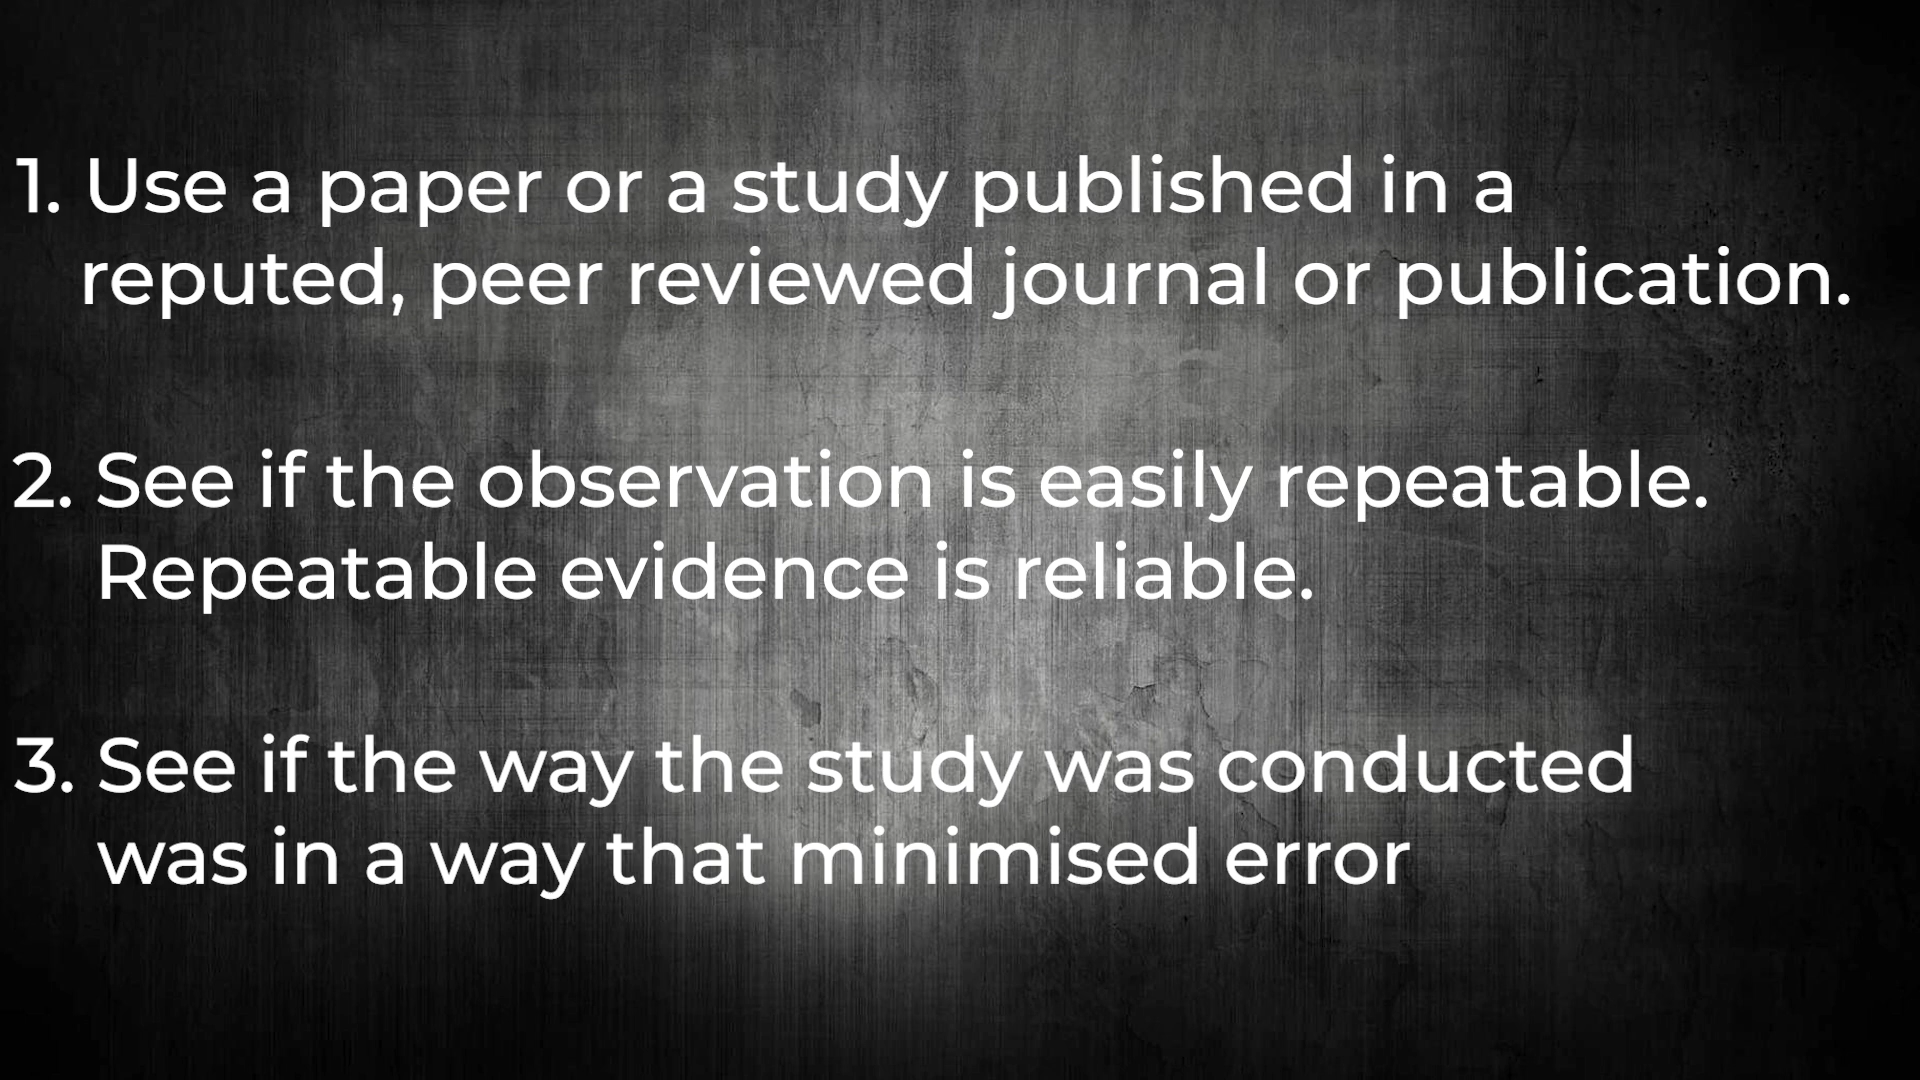 1. Use a paper or a study published in a
reputed, peer reviewed journal or publication.
2. See if the observation is easily repeatable.
Repeatable evidence is reliable.
3. See if the way the study was conducted
was in a way that minimised error